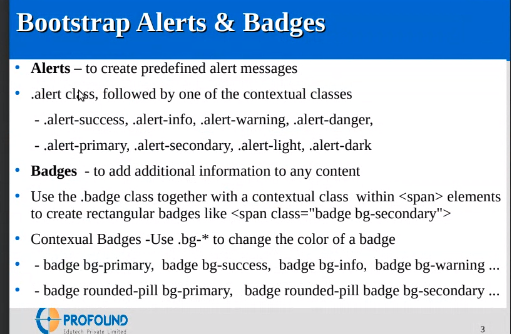 Bootstrap Alerts & Badges
• Alerts – to create predefined alert messages
• .alert class, followed by one of the contextual classes
- .alert-success, .alert-info, .alert-warning, .alert-danger,
- .alert-primary, .alert-secondary, .alert-light, .alert-dark
• Badges - to add additional information to any content
• Use the .badge class together with a contextual class within <span> elements
to create rectangular badges like <span class="badge bg-secondary">
• Contexual Badges -Use .bg-* to change the color of a badge
• - badge bg-primary, badge bg-success, badge bg-info, badge bg-warning ...
• - badge rounded-pill bg-primary, badge rounded-pill badge bg-secondary ...
PROFOUND
Edutech Private Limited
3